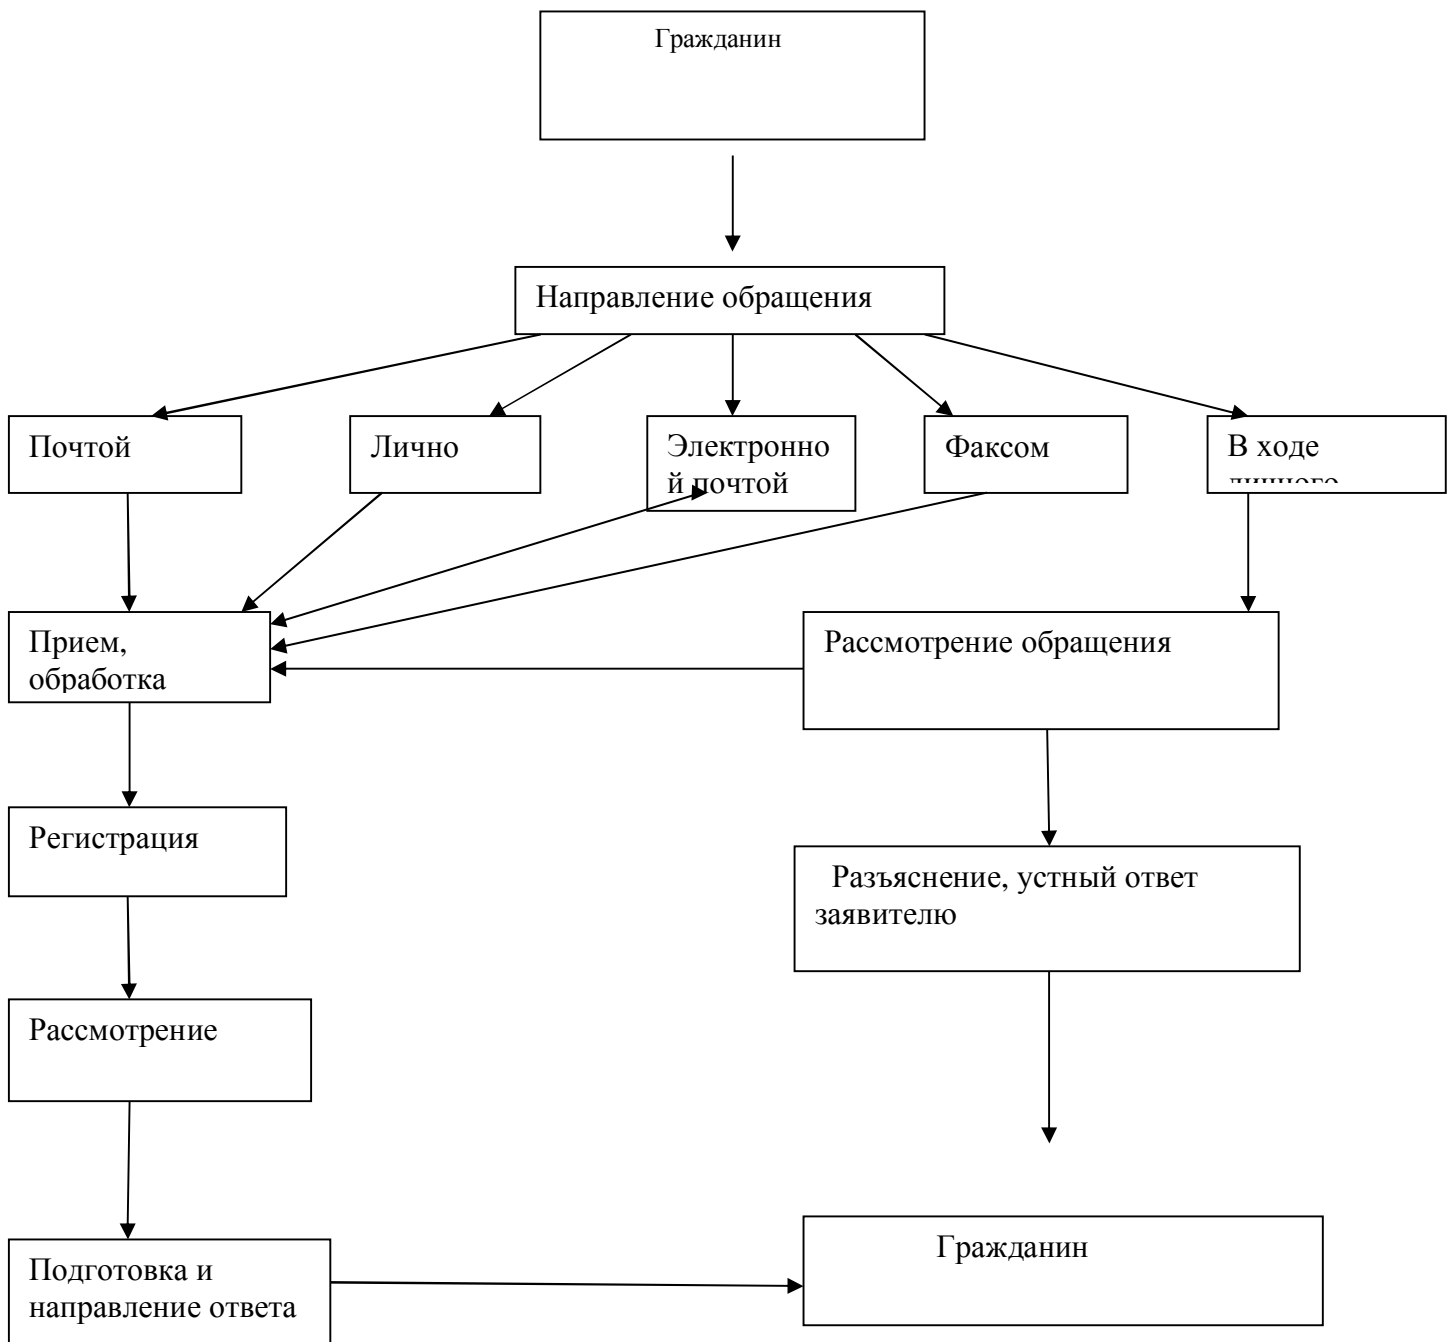 Гражданин
Направление обращения
Почтой
Лично
Электронно
й почтой
Факсом
В ходе
личного
Прием,
обработка
Рассмотрение обращения
Регистрация
Разъяснение, устный ответ
заявителю
Рассмотрение
Гражданин
Подготовка и
направление ответа